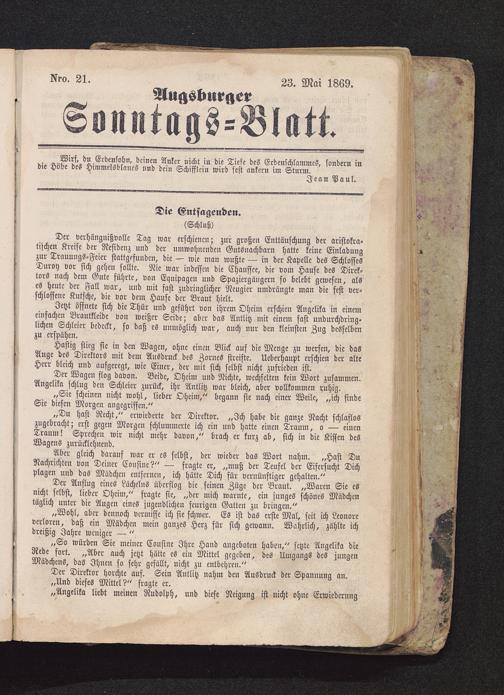 Nro. 21.
23. Mai 1869.
Augsburger
Sonntags-Blatt.
Wirf, du Erdensohn, deinen Anker nicht in die Tiefe des Erdenschlammes, sondern in
die Höhe des Himmelsblaues und dein Schifflein wird fest ankern im Sturm.
Jean Paul.
Die Entsagenden.
(Schluß)
Der verhängnißvolle Tag war erschienen; zur großen Enttäuschung der aristokra-
tischen Kreise der Residenz und der umwohnenden Gutsnachbarn hatte keine Einladung
zur Trauungs-Feier stattgefunden, die — wie man wußte — in der Kapelle des Schlosses
Duroy vor sich gehen sollte. Nie war indessen die Chaussee, die vom Hause des Direk-
tors nach dem Gute führte, von Equipagen und Spaziergängern so belebt gewesen, als
es heute der Fall war, und mit fast zudringlicher Neugier umdrängte man die fest ver-
schlossene Kutsche, die vor dem Hause der Braut hielt.
Jetzt öffnete sich die Thür und geführt von ihrem Oheim erschien Angelika in einem
einfachen Brautkleide von weißer Seide; aber das Antlitz mit einem fast undurchdring-
lichen Schleier bedeckt, so daß es unmöglich war, auch nur den kleinsten Zug desselben
zu erspähen.
Hastig stieg sie in den Wagen, ohne einen Blick auf die Menge zu werfen, die das
Auge des Direktors mit dem Ausdruck des Zornes streifte. Ueberhaupt erschien der alte
Herr bleich und aufgeregt, wie Einer, der mit sich selbst nicht zufrieden ist.
Der Wagen flog davon. Beide, Oheim und Nichte, wechselten kein Wort zusammen.
Angelika schlug den Schleier zurück, ihr Antlitz war bleich, aber vollkommen ruhig.
„Sie scheinen nicht wohl, lieber Oheim,“ begann sie nach einer Weile, „ich finde
Sie diesen Morgen angegriffen.“
„Du hast Recht,“ erwiederte der Direktor. „Ich habe die ganze Nacht schlaflos
zugebracht; erst gegen Morgen schlummerte ich ein und hatte einen Traum, o — einen
Traum! Sprechen wir nicht mehr davon,“ brach er kurz ab, sich in die Kissen des
Wagens zurücklehnend.
Aber gleich darauf war er es selbst, der wieder das Wort nahm. „Hast Du
Nachrichten von Deiner Cousine?“ — fragte er, „muß der Teufel der Eifersucht Dich
plagen und das Mädchen entfernen, ich hätte Dich für vernünftiger gehalten.“
Der Anflug eines Lächelns überflog die feinen Züge der Braut. „Waren Sie es
nicht selbst, lieber Oheim,“ fragte sie, „der mich warnte, ein junges schönes Mädchen
täglich unter die Augen eines jugendlichen feurigen Gatten zu bringen.“
„Wohl, aber dennoch vermisse ich sie schwer. Es ist das erste Mal, seit ich Leonore
verloren, daß ein Mädchen mein ganzes Herz für sich gewann. Wahrlich, zählte ich
dreißig Jahre weniger — “
„So würden Sie meiner Cousine Ihre Hand angeboten haben,“ setzte Angelika die
Rede fort. „Aber auch jetzt hätte es ein Mittel gegeben, des Umgangs des jungen
Mädchens, das Ihnen so sehr gefällt, nicht zu entbehren.“
Der Direktor horchte auf. Sein Antlitz nahm den Ausdruck der Spannung an.
„Und dieses Mittel?“ fragte er.
„Angelika liebt meinen Rudolph, und diese Neigung ist nicht ohne Erwiederung